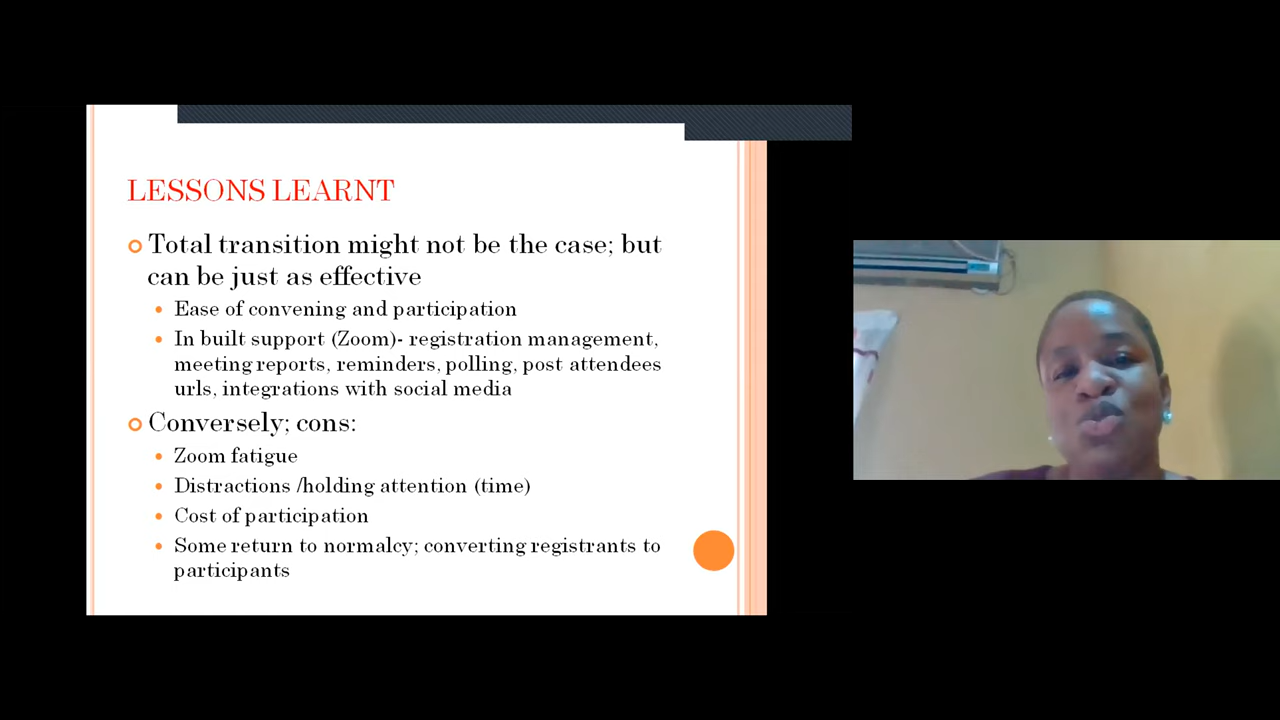 LESSONS LEARNT
Total transition might not be the case; but
can be just as effective
Ease of convening and participation
In built support (Zoom)- registration management,
meeting reports, reminders, polling, post attendees
urls, integrations with social media
Conversely; cons:
Zoom fatigue
Distractions /holding attention (time)
Cost of participation
Some return to normalcy; converting registrants to
participants